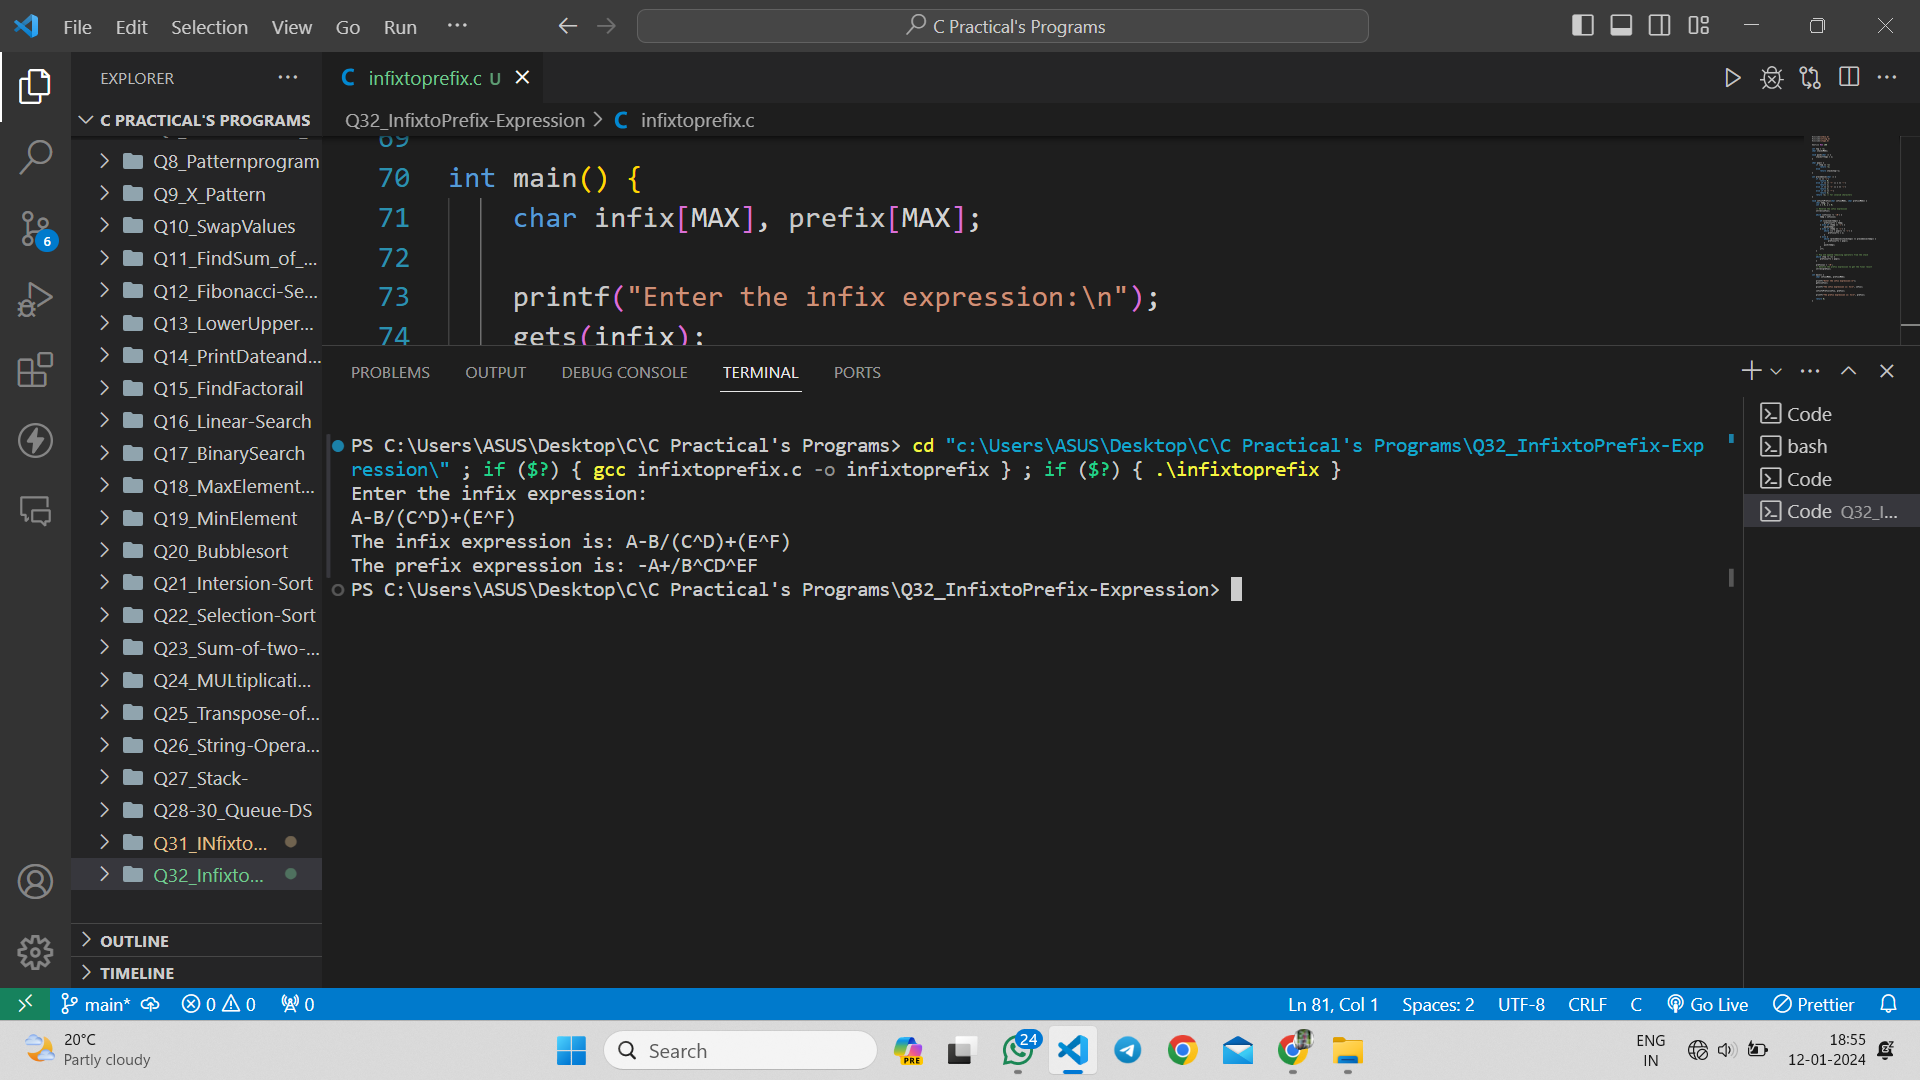 File Edit Selection View Go Run ···
C Practical's Programs
EXPLORER ···
C PRACTICAL'S PROGRAMS
Q8_Patternprogram
Q9_X_Pattern
Q10_SwapValues
Q11_FindSum_of_...
Q12_Fibonacci-Se...
Q13_LowerUpper...
Q14_PrintDateand...
Q15_FindFactorail
Q16_Linear-Search
Q17_BinarySearch
Q18_MaxElement...
Q19_MinElement
Q20_Bubblesort
Q21_Intersion-Sort
Q22_Selection-Sort
Q23_Sum-of-two-...
Q24_MULtiplicati...
Q25_Transpose-of...
Q26_String-Opera...
Q27_Stack-
Q28-30_Queue-DS
Q31_INfixto...
Q32_Infixto...
OUTLINE
TIMELINE
6
C infixtoprefix.c U
Q32_InfixtoPrefix-Expression > C infixtoprefix.c
69
70 int main() {
71 char infix[MAX], prefix[MAX];
72
73 printf("Enter the infix expression:\n");
74 gets(infix);
PROBLEMS OUTPUT DEBUG CONSOLE TERMINAL PORTS
PS C:\Users\ASUS\Desktop\C\C Practical's Programs> cd "c:\Users\ASUS\Desktop\C\C Practical's Programs\Q32_InfixtoPrefix-Exp
ression\" ; if ($?) { gcc infixtoprefix.c -o infixtoprefix } ; if ($?) { .\infixtoprefix }
Enter the infix expression:
A-B/(C^D)+(E^F)
The infix expression is: A-B/(C^D)+(E^F)
The prefix expression is: -A+/B^CD^EF
PS C:\Users\ASUS\Desktop\C\C Practical's Programs\Q32_InfixtoPrefix-Expression>
Code
bash
Code
Code Q32_I...
main* 0 0 0
Ln 81, Col 1 Spaces: 2 UTF-8 CRLF C Go Live Prettier
20°C
Partly cloudy
Search
PRE
24
ENG
IN
18:55
12-01-2024